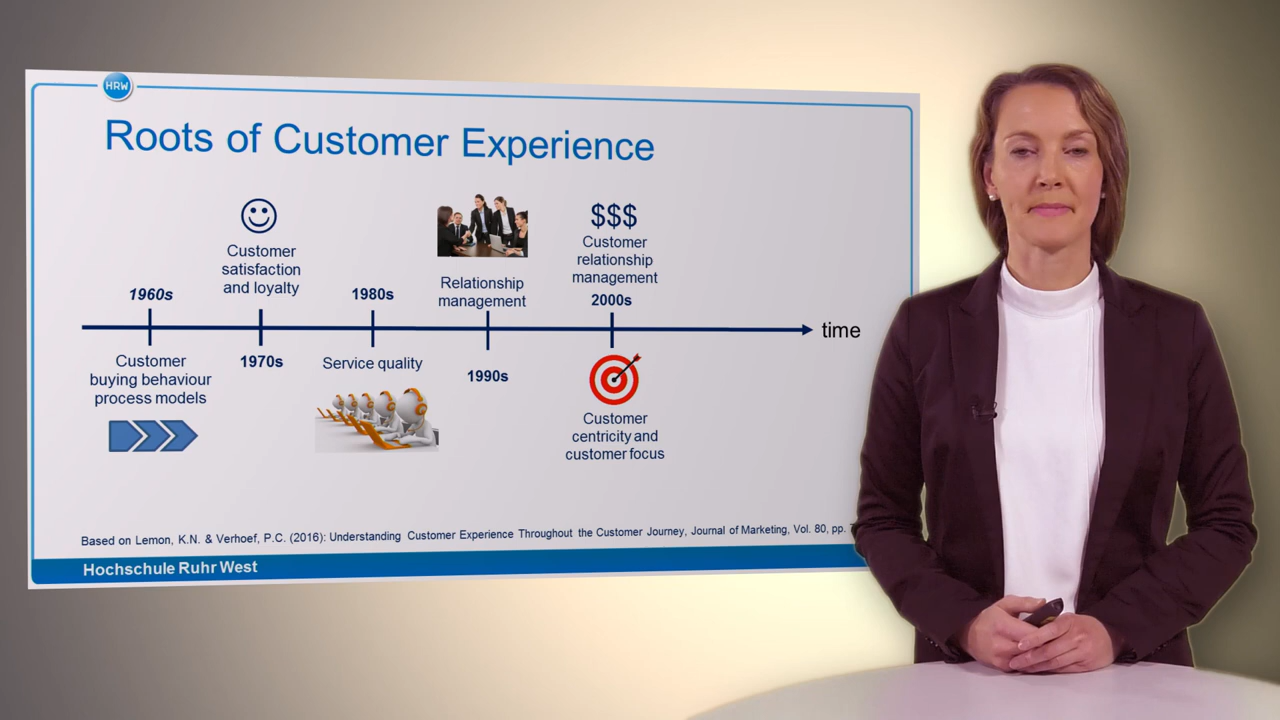 HRW
Roots of Customer Experience
$$$
Customer
satisfaction
and loyalty
Customer
relationship
management
Relationship
management
1960s
1980s
2000s
time
Customer
buying behaviour
process models
1970s
Service quality
1990s
Customer
centricity and
customer focus
Based on Lemon, K.N. & Verhoef, P.C. (2016): Understanding Customer Experience Throughout the Customer Journey, Journal of Marketing, Vol. 80, pp.
Hochschule Ruhr West